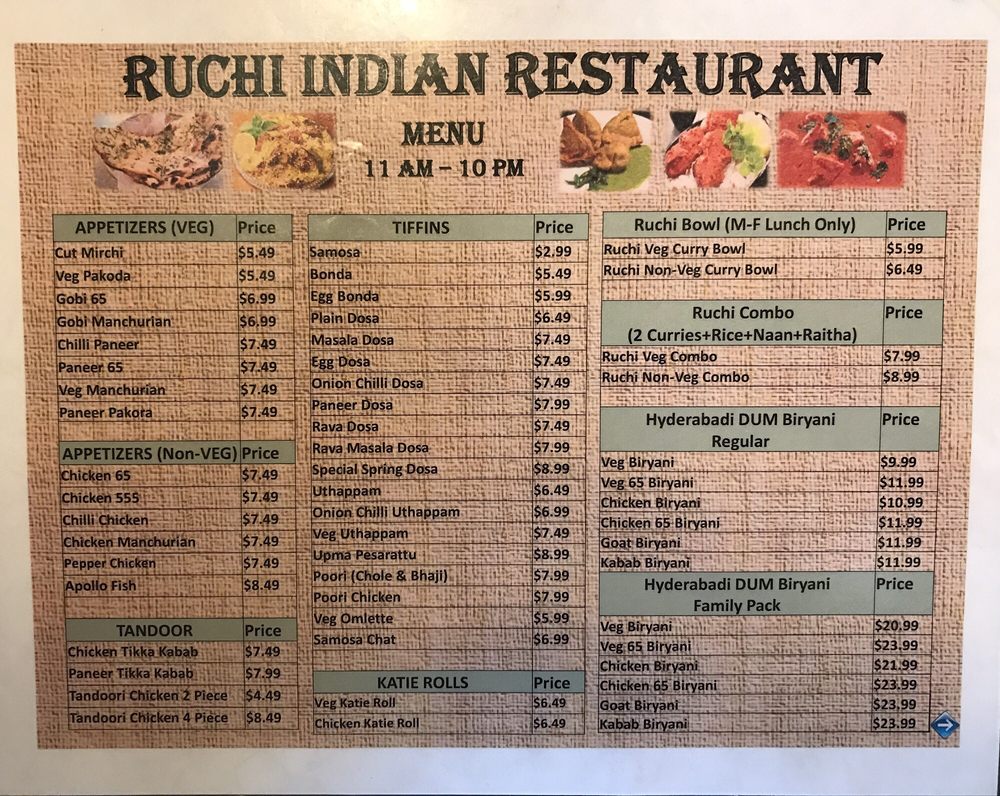 RUCHI INDIAN RESTAURANT
MENU
11 AM – 10 PM
APPETIZERS (VEG) Price
Cut Mirchi $5.49
Veg Pakoda $5.49
Gobi 65 $6.99
Gobi Manchurian $6.99
Chilli Paneer $7.49
Paneer 65 $7.49
Veg Manchurian $7.49
Paneer Pakora $7.49
APPETIZERS (Non-VEG) Price
Chicken 65 $7.49
Chicken 555 $7.49
Chilli Chicken $7.49
Chicken Manchurian $7.49
Pepper Chicken $7.49
Apollo Fish $8.49
TANDOOR Price
Chicken Tikka Kabab $7.49
Paneer Tikka Kabab $7.99
Tandoori Chicken 2 Piece $4.49
Tandoori Chicken 4 Piece $8.49
TIFFINS Price
Samosa $2.99
Bonda $5.49
Egg Bonda $5.99
Plain Dosa $6.49
Masala Dosa $7.49
Egg Dosa $7.49
Onion Chilli Dosa $7.49
Paneer Dosa $7.99
Rava Dosa $7.49
Rava Masala Dosa $7.99
Special Spring Dosa $8.99
Uthappam $6.49
Onion Chilli Uthappam $6.99
Veg Uthappam $7.49
Upma Pesarattu $8.99
Poori (Chole & Bhaji) $7.99
Poori Chicken $7.99
Veg Omlette $5.99
Samosa Chat $6.99
KATIE ROLLS Price
Veg Katie Roll $6.49
Chicken Katie Roll $6.49
Ruchi Bowl (M-F Lunch Only) Price
Ruchi Veg Curry Bowl $5.99
Ruchi Non-Veg Curry Bowl $6.49
Ruchi Combo Price
(2 Curries+Rice+Naan+Raitha)
Ruchi Veg Combo $7.99
Ruchi Non-Veg Combo $8.99
Hyderabadi DUM Biryani Price
Regular
Veg Biryani $9.99
Veg 65 Biryani $11.99
Chicken Biryani $10.99
Chicken 65 Biryani $11.99
Goat Biryani $11.99
Kabab Biryani $11.99
Hyderabadi DUM Biryani Price
Family Pack
Veg Biryani $20.99
Veg 65 Biryani $23.99
Chicken Biryani $21.99
Chicken 65 Biryani $23.99
Goat Biryani $23.99
Kabab Biryani $23.99